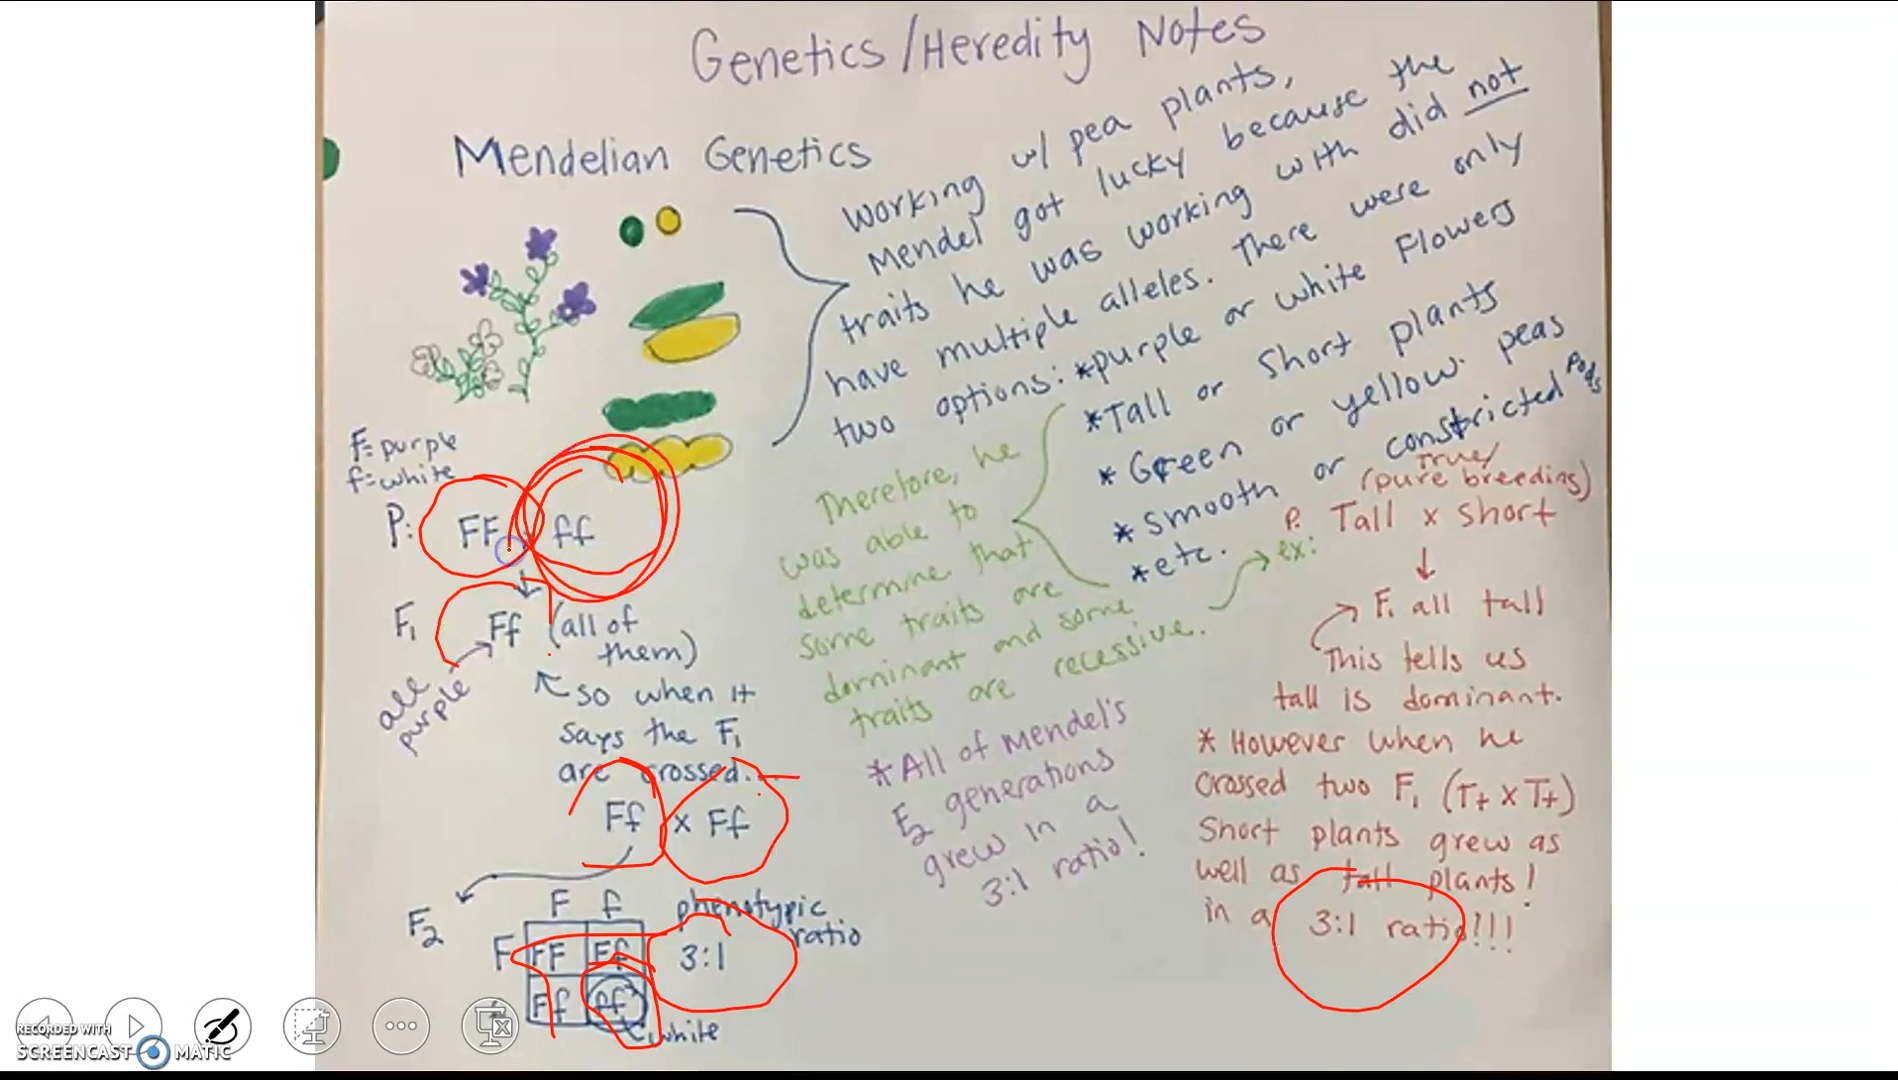 Genetics/Heredity Notes
Mendelian Genetics
Working w/ pea plants,
Mendel got lucky because the
traits he was working with did not
have multiple alleles. There were only
two options: *purple or white Flowers
*Tall or Short plants
*Green or yellow. peas
*Smooth or constricted pods
*etc.
F=purple
f=white
P: FF x ff
F1 Ff (all of
them)
all
purple
so when it
says the F1
are crossed...
Ff x Ff
F2
F f
F FF Ff
Ff ff
phenotypic
ratio
3:1
white
Therefore, he
was able to
determine that
some traits are
dominant and some
traits are recessive.
*All of Mendel's
F2 generations
grew in a
3:1 ratio!
true/
(pure breeding)
ex: P. Tall x Short
F1 all tall
This tells us
tall is dominant.
* However when he
crossed two F1 (Tt x Tt)
Short plants grew as
well as tall plants!
in a 3:1 ratio!!!
RECORDED WITH
SCREENCAST MATIC